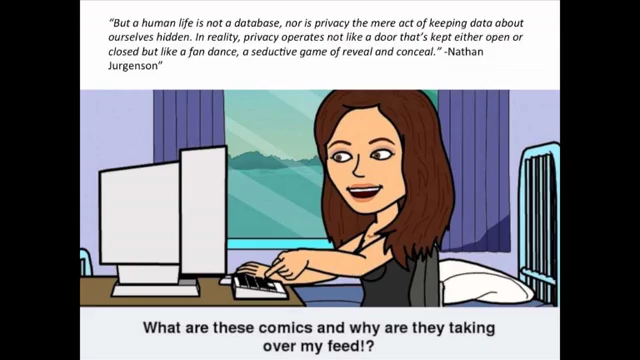 “But a human life is not a database, nor is privacy the mere act of keeping data about
ourselves hidden. In reality, privacy operates not like a door that’s kept either open or
closed but like a fan dance, a seductive game of reveal and conceal.” -Nathan
Jurgenson”
What are these comics and why are they taking
over my feed!?